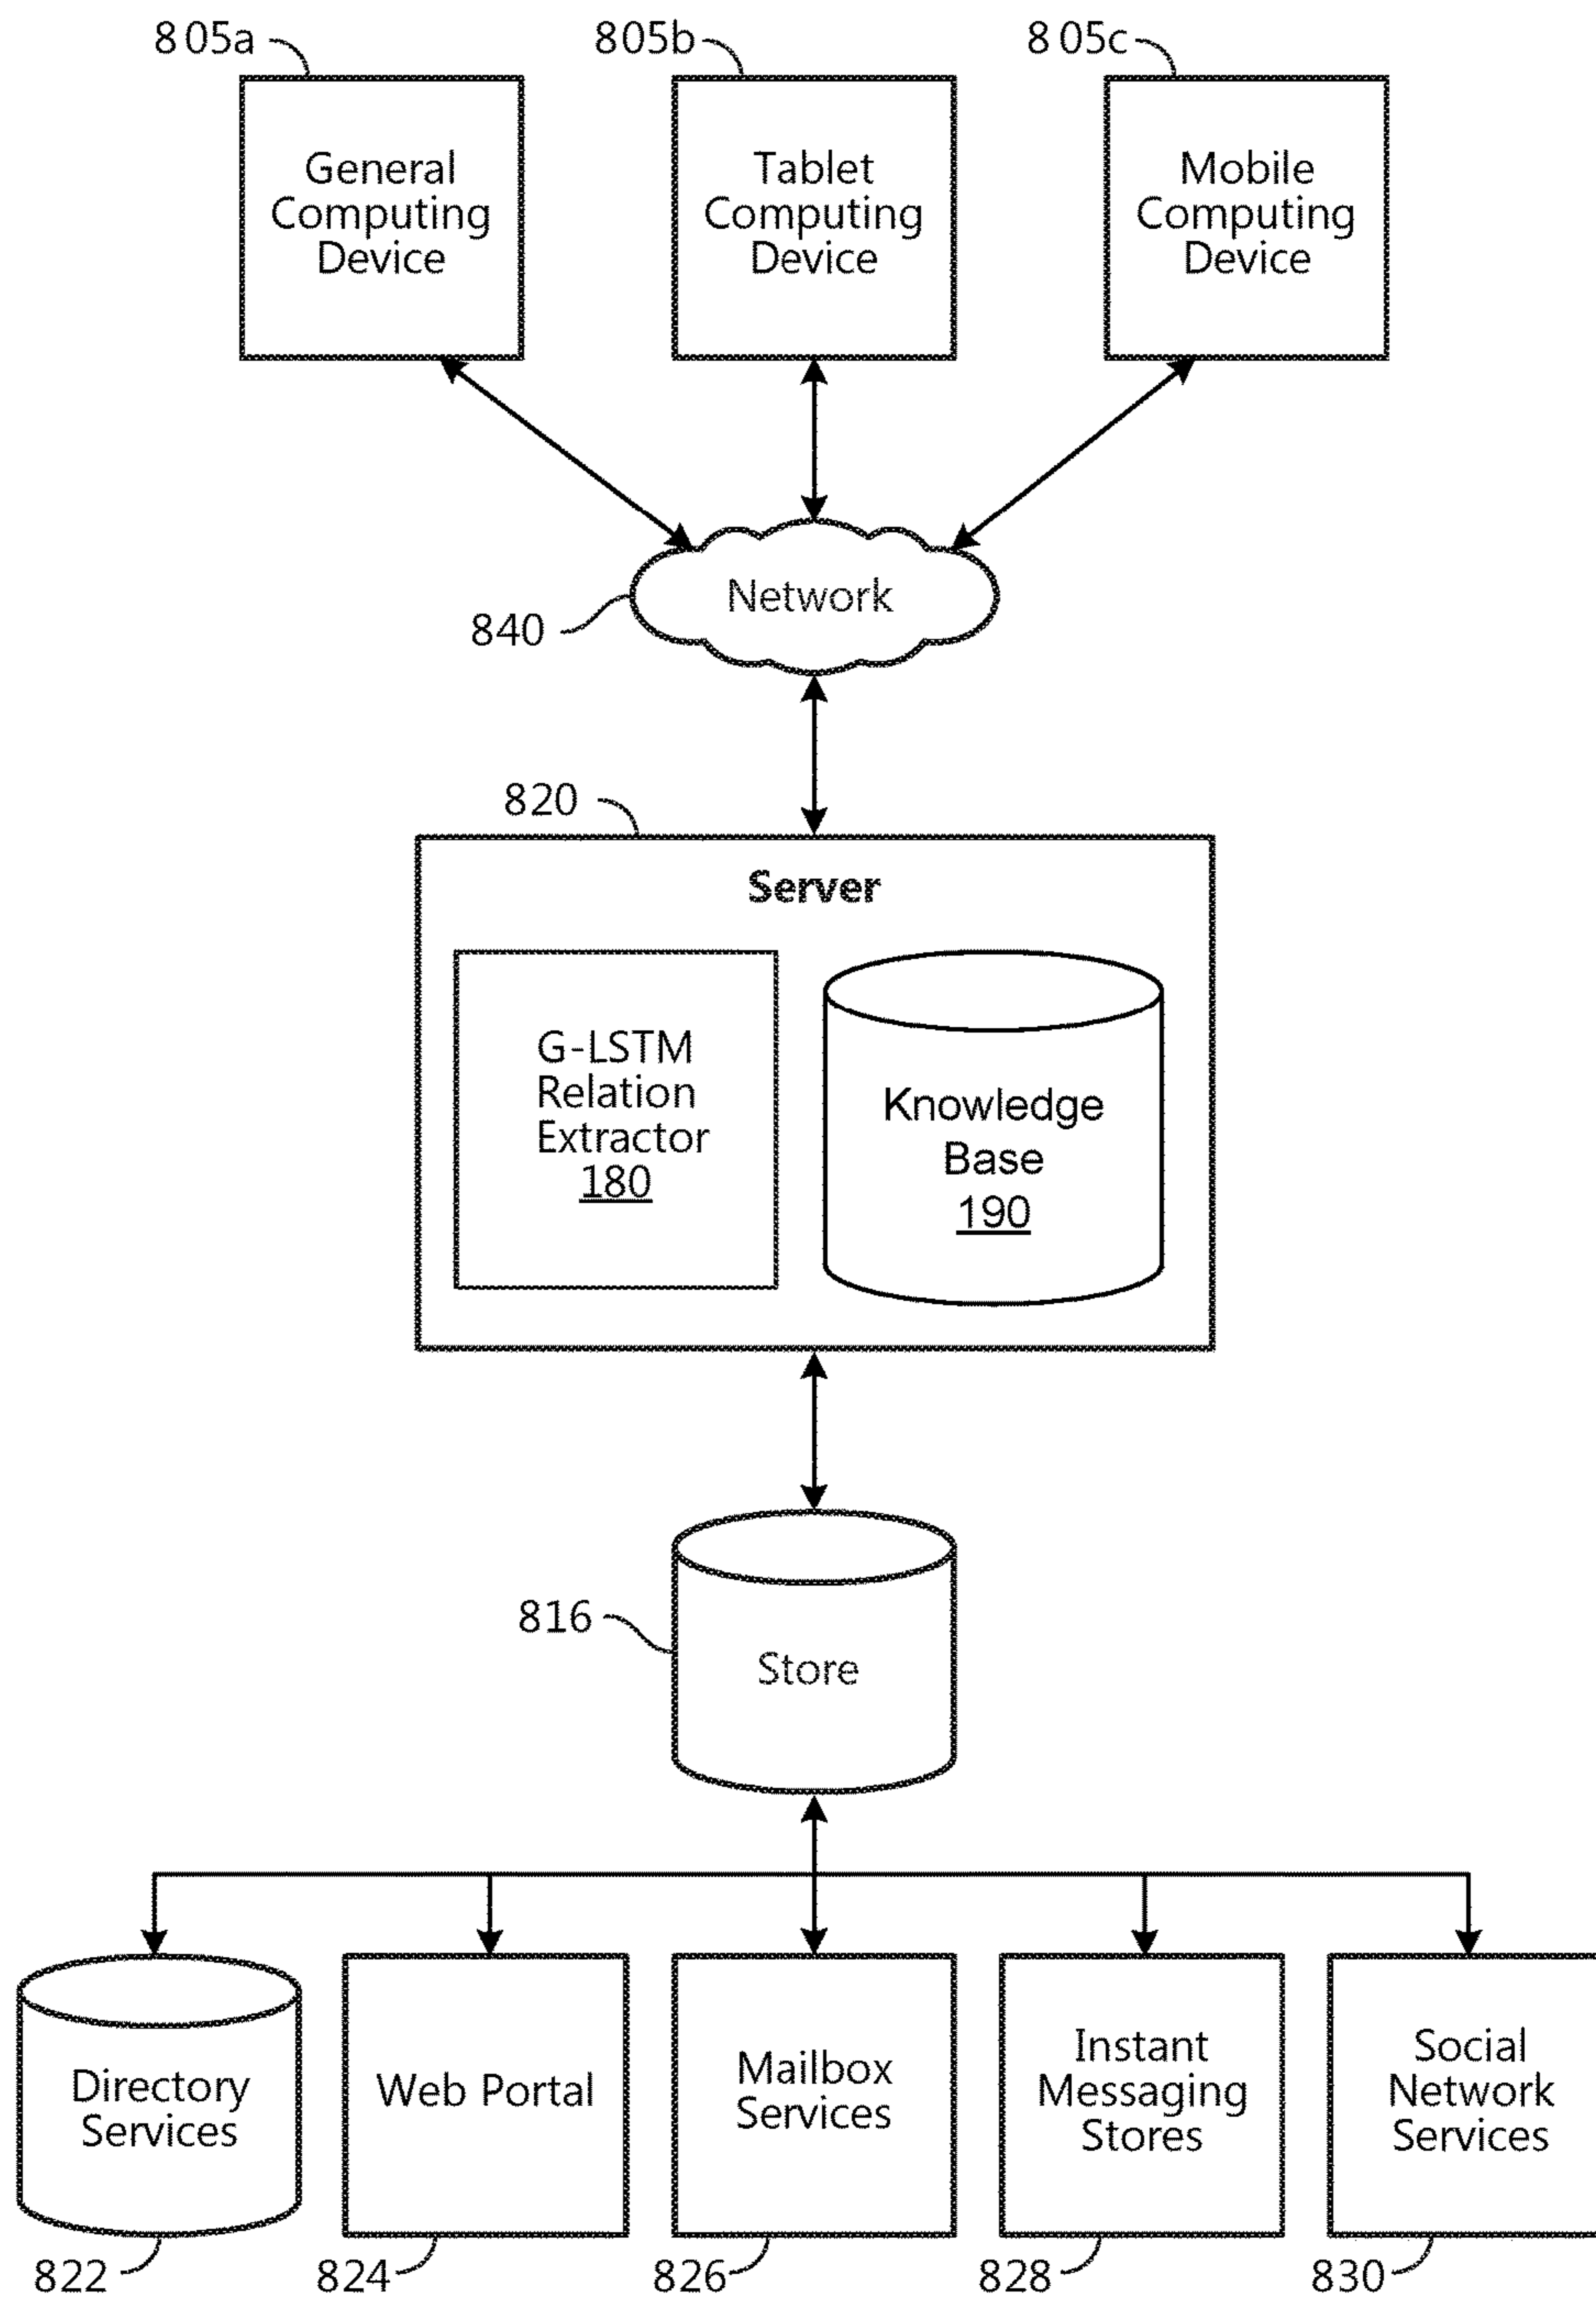 805a
805b
805c
General
Computing
Device
Tablet
Computing
Device
Mobile
Computing
Device
Network
840
820
Server
G-LSTM
Relation
Extractor
180
Knowledge
Base
190
816
Store
Directory
Services
Web Portal
Mailbox
Services
Instant
Messaging
Stores
Social
Network
Services
822
824
826
828
830